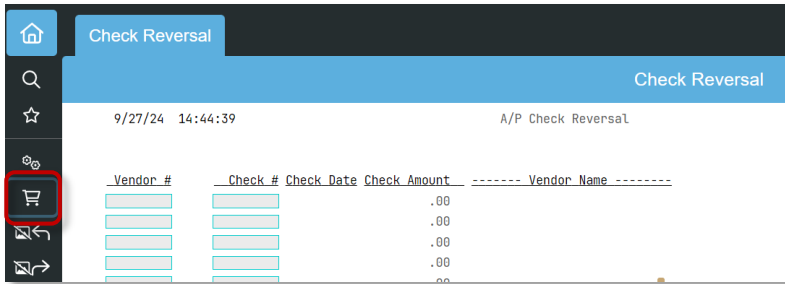 Check Reversal
Check Reversal
9/27/24 14:44:39 A/P Check Reversal
Vendor # Check # Check Date Check Amount ------- Vendor Name --------
.00
.00
.00
.00